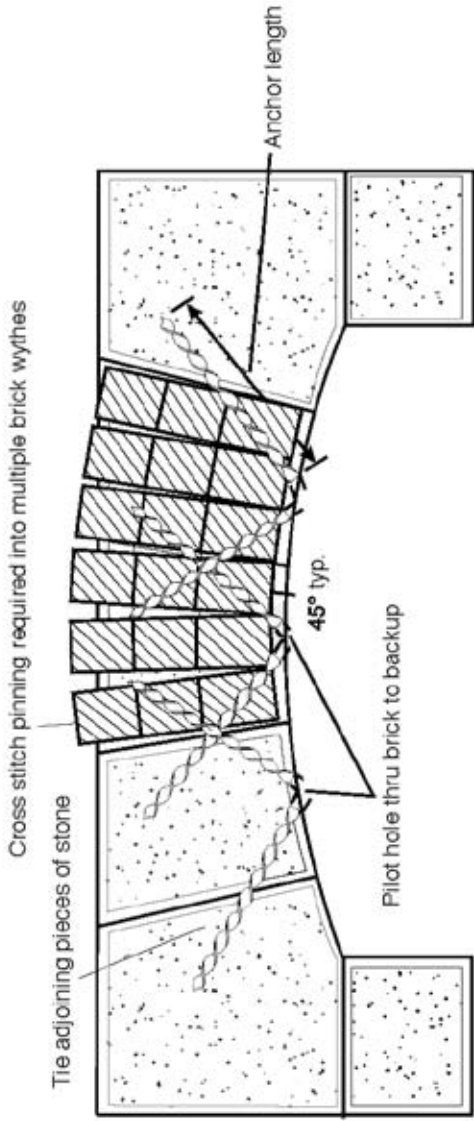 Cross stitch pinning required into multiple brick wythes
Tie adjoining pieces of stone
Anchor length
45° typ.
Pilot hole thru brick to backup